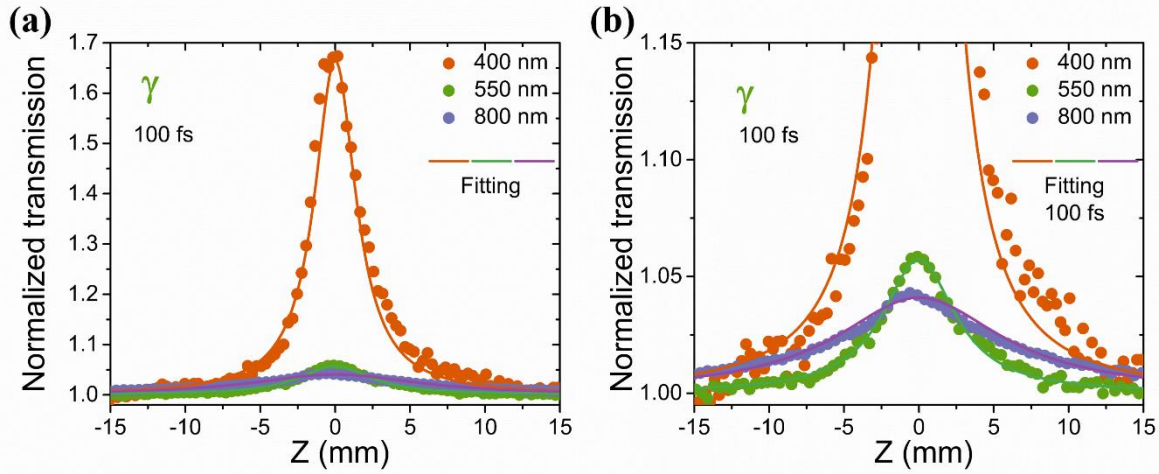 (a)
Normalized transmission
1.7
1.6
1.5
1.4
1.3
1.2
1.1
1.0
γ
100 fs
400 nm
550 nm
800 nm
Fitting
-15 -10 -5 0 5 10 15
Z (mm)
(b)
Normalized transmission
1.15
1.10
1.05
1.00
γ
100 fs
400 nm
550 nm
800 nm
Fitting
100 fs
-15 -10 -5 0 5 10 15
Z (mm)